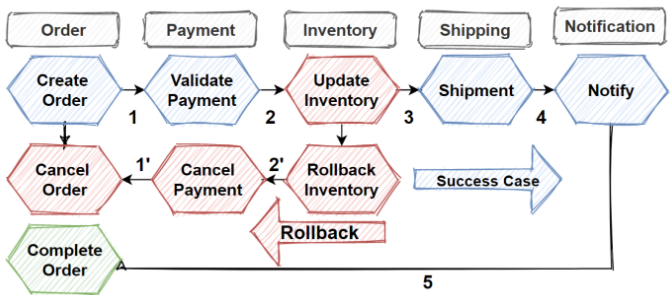 Order
Payment
Inventory
Shipping
Notification
Create
Order
Validate
Payment
Update
Inventory
Shipment
Notify
1
2
3
4
Cancel
Order
1'
Cancel
Payment
2'
Rollback
Inventory
Success Case
Rollback
Complete
Order
5